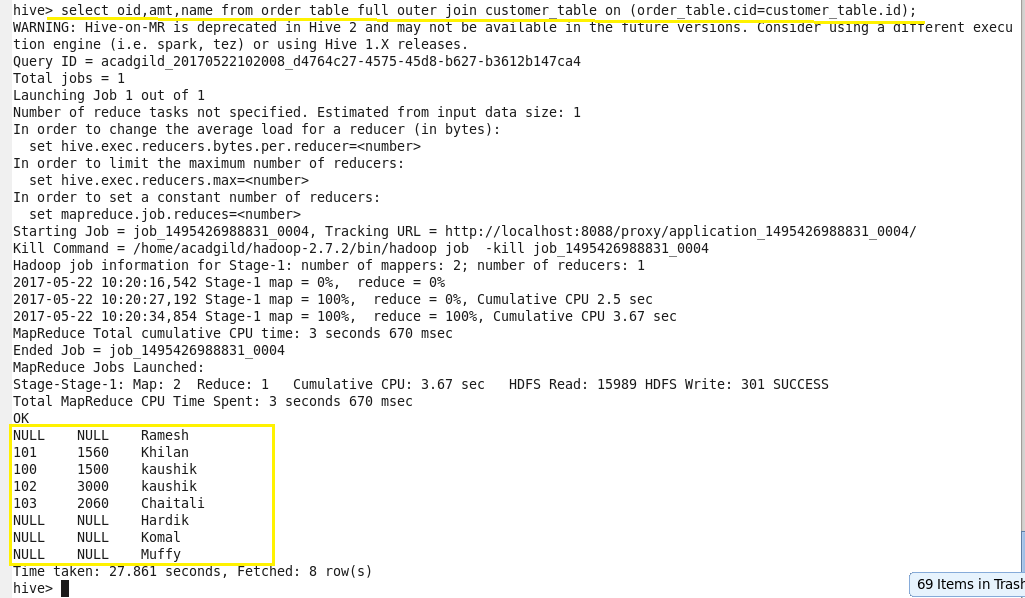 hive> select oid,amt,name from order_table full outer join customer_table on (order_table.cid=customer_table.id);
WARNING: Hive-on-MR is deprecated in Hive 2 and may not be available in the future versions. Consider using a different execu
tion engine (i.e. spark, tez) or using Hive 1.X releases.
Query ID = acadgild_20170522102008_d4764c27-4575-45d8-b627-b3612b147ca4
Total jobs = 1
Launching Job 1 out of 1
Number of reduce tasks not specified. Estimated from input data size: 1
In order to change the average load for a reducer (in bytes):
  set hive.exec.reducers.bytes.per.reducer=<number>
In order to limit the maximum number of reducers:
  set hive.exec.reducers.max=<number>
In order to set a constant number of reducers:
  set mapreduce.job.reduces=<number>
Starting Job = job_1495426988831_0004, Tracking URL = http://localhost:8088/proxy/application_1495426988831_0004/
Kill Command = /home/acadgild/hadoop-2.7.2/bin/hadoop job  -kill job_1495426988831_0004
Hadoop job information for Stage-1: number of mappers: 2; number of reducers: 1
2017-05-22 10:20:16,542 Stage-1 map = 0%,  reduce = 0%
2017-05-22 10:20:27,192 Stage-1 map = 100%,  reduce = 0%, Cumulative CPU 2.5 sec
2017-05-22 10:20:34,854 Stage-1 map = 100%,  reduce = 100%, Cumulative CPU 3.67 sec
MapReduce Total cumulative CPU time: 3 seconds 670 msec
Ended Job = job_1495426988831_0004
MapReduce Jobs Launched:
Stage-Stage-1: Map: 2  Reduce: 1   Cumulative CPU: 3.67 sec   HDFS Read: 15989 HDFS Write: 301 SUCCESS
Total MapReduce CPU Time Spent: 3 seconds 670 msec
OK
NULL    NULL    Ramesh
101     1560    Khilan
100     1500    kaushik
102     3000    kaushik
103     2060    Chaitali
NULL    NULL    Hardik
NULL    NULL    Komal
NULL    NULL    Muffy
Time taken: 27.861 seconds, Fetched: 8 row(s)
hive>
69 Items in Trash